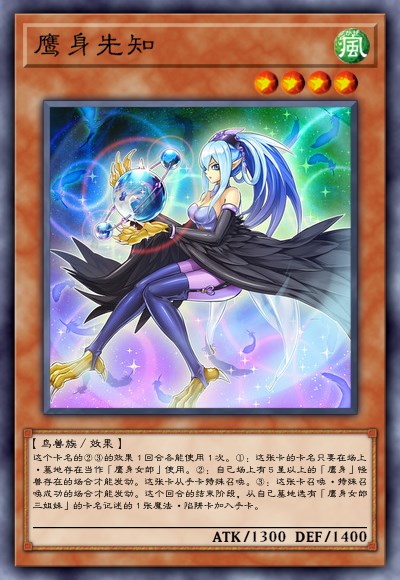 鹰身先知
風
【鸟兽族／效果】
这个卡名的②③的效果1回合各能使用1次。①：这张卡的卡名只要在场上
·墓地存在当作「鹰身女郎」使用。②：自己场上有5星以上的「鹰身」怪
兽存在的场合才能发动。这张卡从手卡特殊召唤。③：这张卡召唤·特殊召
唤成功的场合才能发动。这个回合的结束阶段，从自己墓地选有「鹰身女郎
三姐妹」的卡名记述的1张魔法·陷阱卡加入手卡。
ATK/1300 DEF/1400